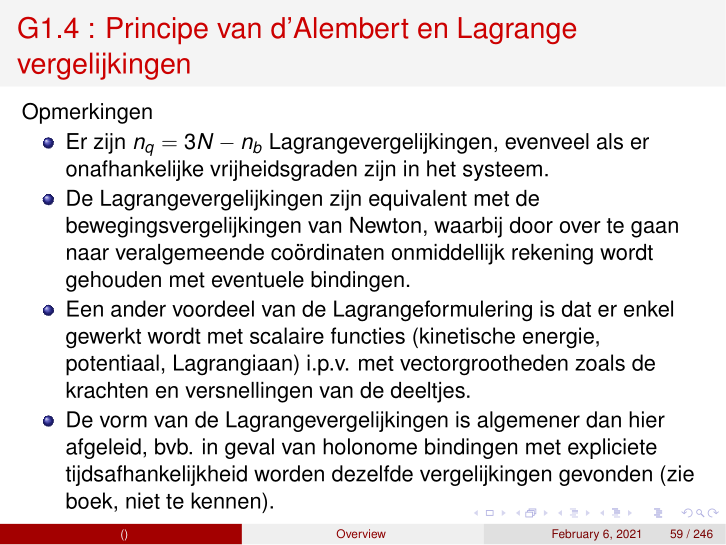 G1.4 : Principe van d’Alembert en Lagrange
vergelijkingen
Opmerkingen
Er zijn n_q = 3N − n_b Lagrangevergelijkingen, evenveel als er
onafhankelijke vrijheidsgraden zijn in het systeem.
De Lagrangevergelijkingen zijn equivalent met de
bewegingsvergelijkingen van Newton, waarbij door over te gaan
naar veralgemeende coördinaten onmiddellijk rekening wordt
gehouden met eventuele bindingen.
Een ander voordeel van de Lagrangeformulering is dat er enkel
gewerkt wordt met scalaire functies (kinetische energie,
potentiaal, Lagrangiaan) i.p.v. met vectorgrootheden zoals de
krachten en versnellingen van de deeltjes.
De vorm van de Lagrangevergelijkingen is algemener dan hier
afgeleid, bvb. in geval van holonome bindingen met expliciete
tijdsafhankelijkheid worden dezelfde vergelijkingen gevonden (zie
boek, niet te kennen).
() Overview February 6, 2021 59 / 246